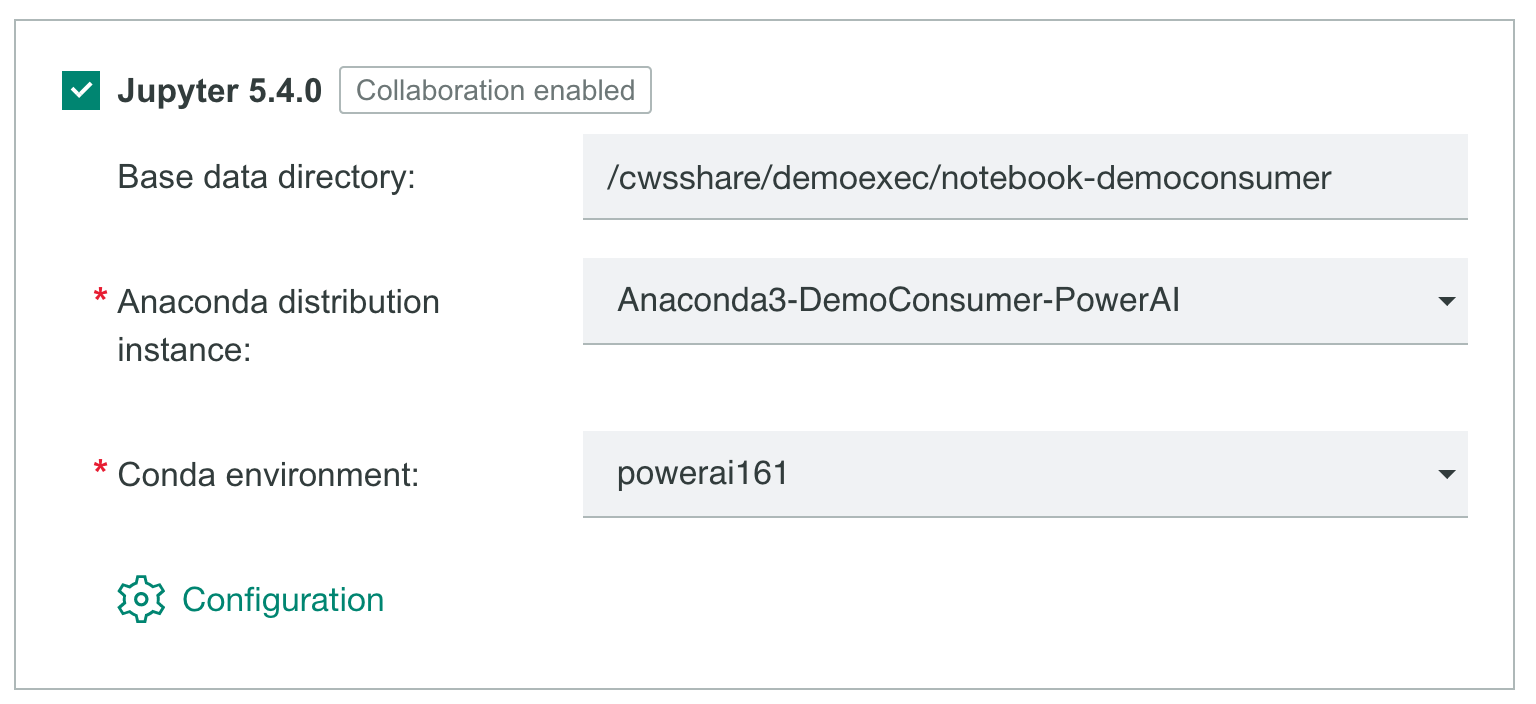 Jupyter 5.4.0 Collaboration enabled
Base data directory: /cwsshare/demoexec/notebook-democonsumer
* Anaconda distribution Anaconda3-DemoConsumer-PowerAI
instance:
* Conda environment: powerai161
Configuration